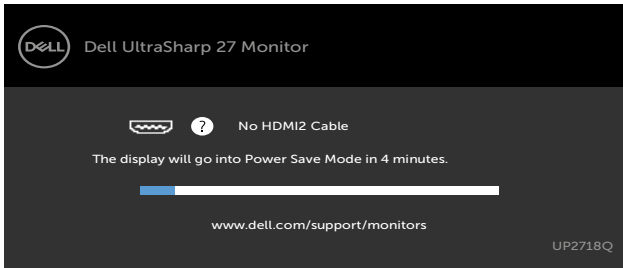 DELL
Dell UltraSharp 27 Monitor
? No HDMI2 Cable
The display will go into Power Save Mode in 4 minutes.
www.dell.com/support/monitors
UP2718Q